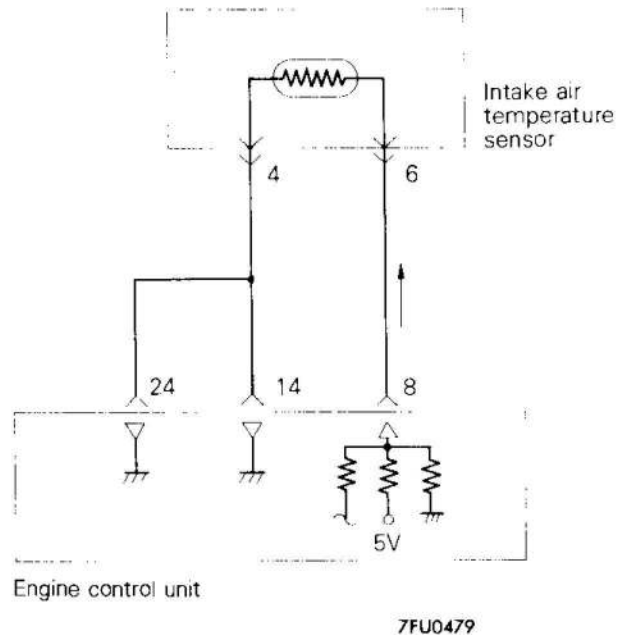 Intake air
temperature
sensor
4
6
24
14
8
5V
Engine control unit
7FU0479